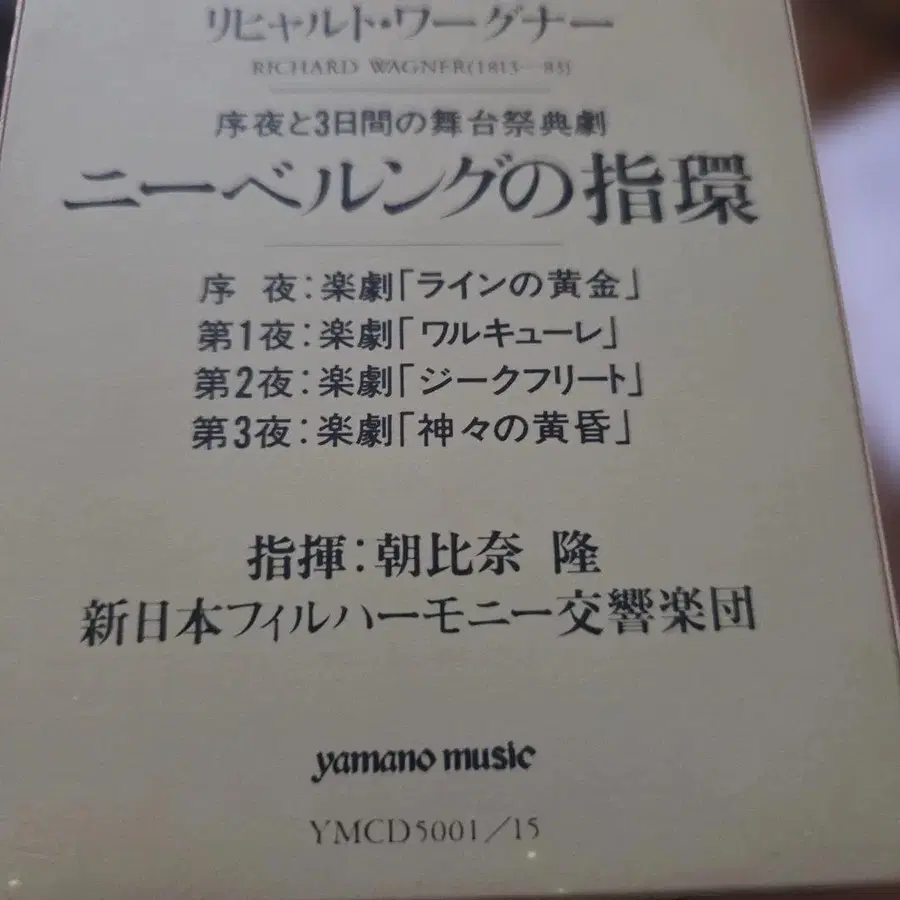 リヒャルト・ワーグナー
RICHARD WAGNER(1813—83)
序夜と3日間の舞台祭典劇
ニーベルングの指環
序 夜：楽劇「ラインの黄金」
第1夜：楽劇「ワルキューレ」
第2夜：楽劇「ジークフリート」
第3夜：楽劇「神々の黄昏」
指揮：朝比奈 隆
新日本フィルハーモニー交響楽団
yamano music
YMCD5001/15